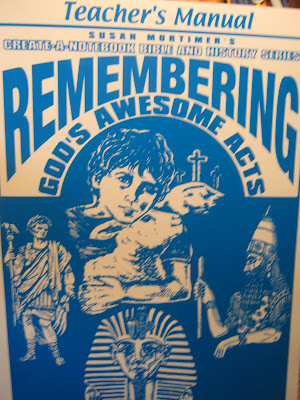 Teacher's Manual
SUSAN MORTIMER'S
CREATE-A-NOTEBOOK BIBLE AND HISTORY SERIES
REMEMBERING
GOD'S AWESOME ACTS